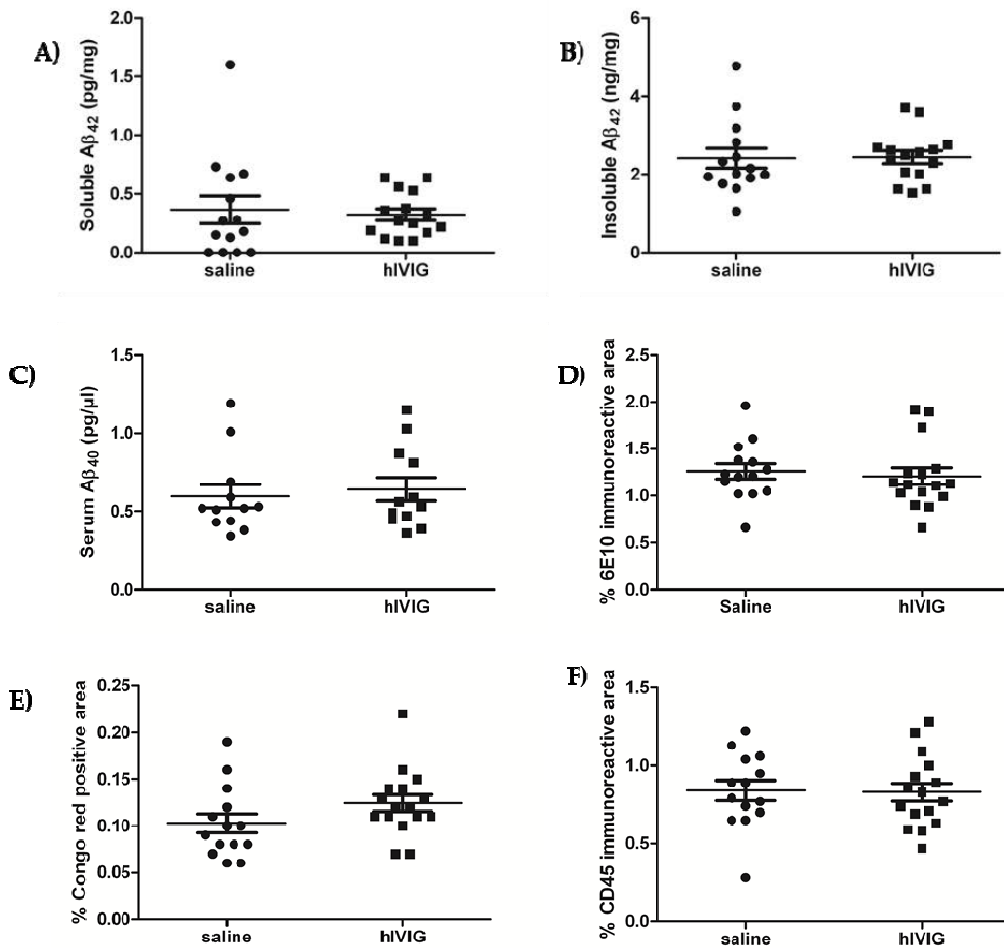 A)
Soluble Aβ42 (pg/mg)
2.0
1.5
1.0
0.5
0.0
saline hIVIG
B)
Insoluble Aβ42 (ng/mg)
6
4
2
0
saline hIVIG
C)
Serum Aβ40 (pg/µl)
1.5
1.0
0.5
0.0
saline hIVIG
D)
% 6E10 immunoreactive area
2.5
2.0
1.5
1.0
0.5
0.0
Saline hIVIG
E)
% Congo red positive area
0.25
0.20
0.15
0.10
0.05
0.00
saline hIVIG
F)
% CD45 immunoreactive area
1.5
1.0
0.5
0.0
saline hIVIG